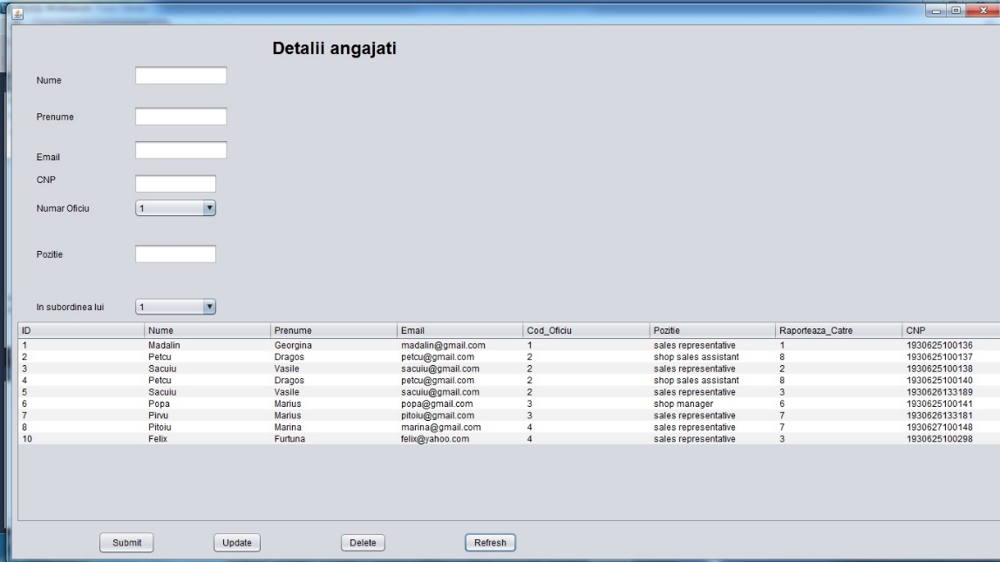 Detalii angajati
Nume
Prenume
Email
CNP
Numar Oficiu 1
Pozitie
In subordinea lui 1
ID Nume Prenume Email Cod_Oficiu Pozitie Raporteaza_Catre CNP
1 Madalin Georgina madalin@gmail.com 1 sales representative 1 1930625100136
2 Petcu Dragos petcu@gmail.com 2 shop sales assistant 8 1930625100137
3 Sacuiu Vasile sacuiu@gmail.com 2 sales representative 2 1930625100138
4 Petcu Dragos petcu@gmail.com 2 shop sales assistant 8 1930625100140
5 Sacuiu Vasile sacuiu@gmail.com 2 sales representative 3 1930626133189
6 Popa Marius popa@gmail.com 3 shop manager 6 1930625100141
7 Pirvu Marius pitoiu@gmail.com 3 sales representative 7 1930626133181
8 Pitoiu Marina marina@gmail.com 4 sales representative 7 1930627100148
10 Felix Furtuna felix@yahoo.com 4 sales representative 3 1930625100298
Submit Update Delete Refresh